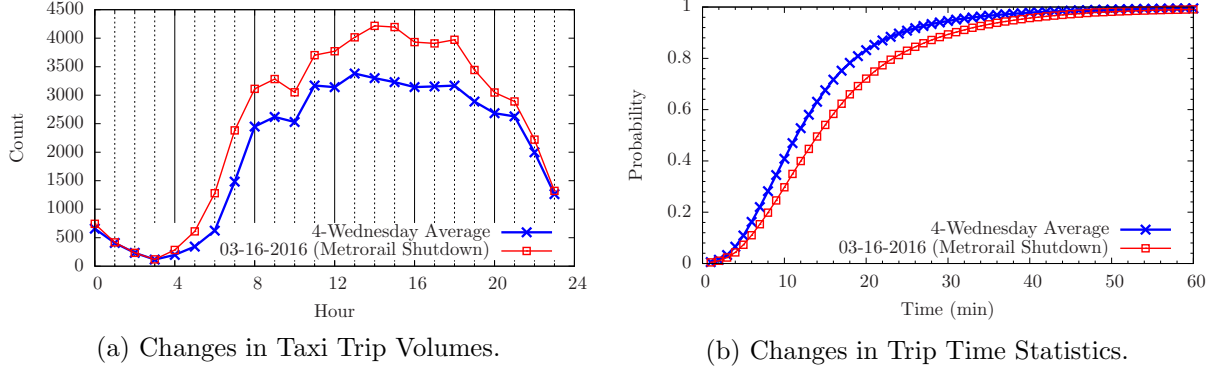 4500
4000
3500
3000
2500
2000
1500
1000
500
0
Count
0 4 8 12 16 20 24
Hour
4-Wednesday Average
03-16-2016 (Metrorail Shutdown)
(a) Changes in Taxi Trip Volumes.
1
0.8
0.6
0.4
0.2
0
Probability
0 10 20 30 40 50 60
Time (min)
4-Wednesday Average
03-16-2016 (Metrorail Shutdown)
(b) Changes in Trip Time Statistics.